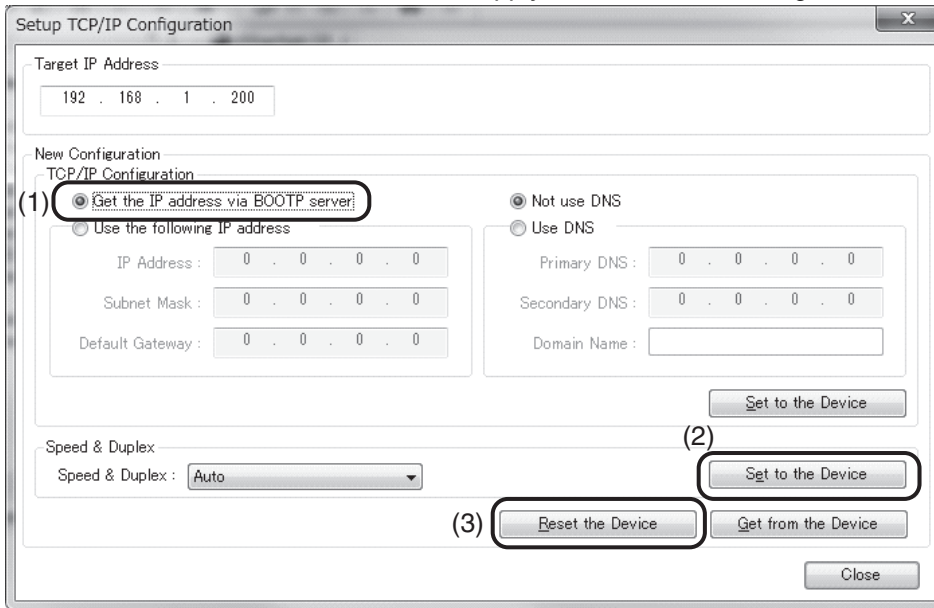 Setup TCP/IP Configuration
X
Target IP Address
192 . 168 . 1 . 200
New Configuration
TCP/IP Configuration
(1) Get the IP address via BOOTP server
Not use DNS
Use the following IP address
Use DNS
IP Address : 0 . 0 . 0 . 0
Primary DNS : 0 . 0 . 0 . 0
Subnet Mask : 0 . 0 . 0 . 0
Secondary DNS : 0 . 0 . 0 . 0
Default Gateway : 0 . 0 . 0 . 0
Domain Name :
Set to the Device
Speed & Duplex
(2)
Speed & Duplex : Auto
Set to the Device
(3) Reset the Device
Get from the Device
Close